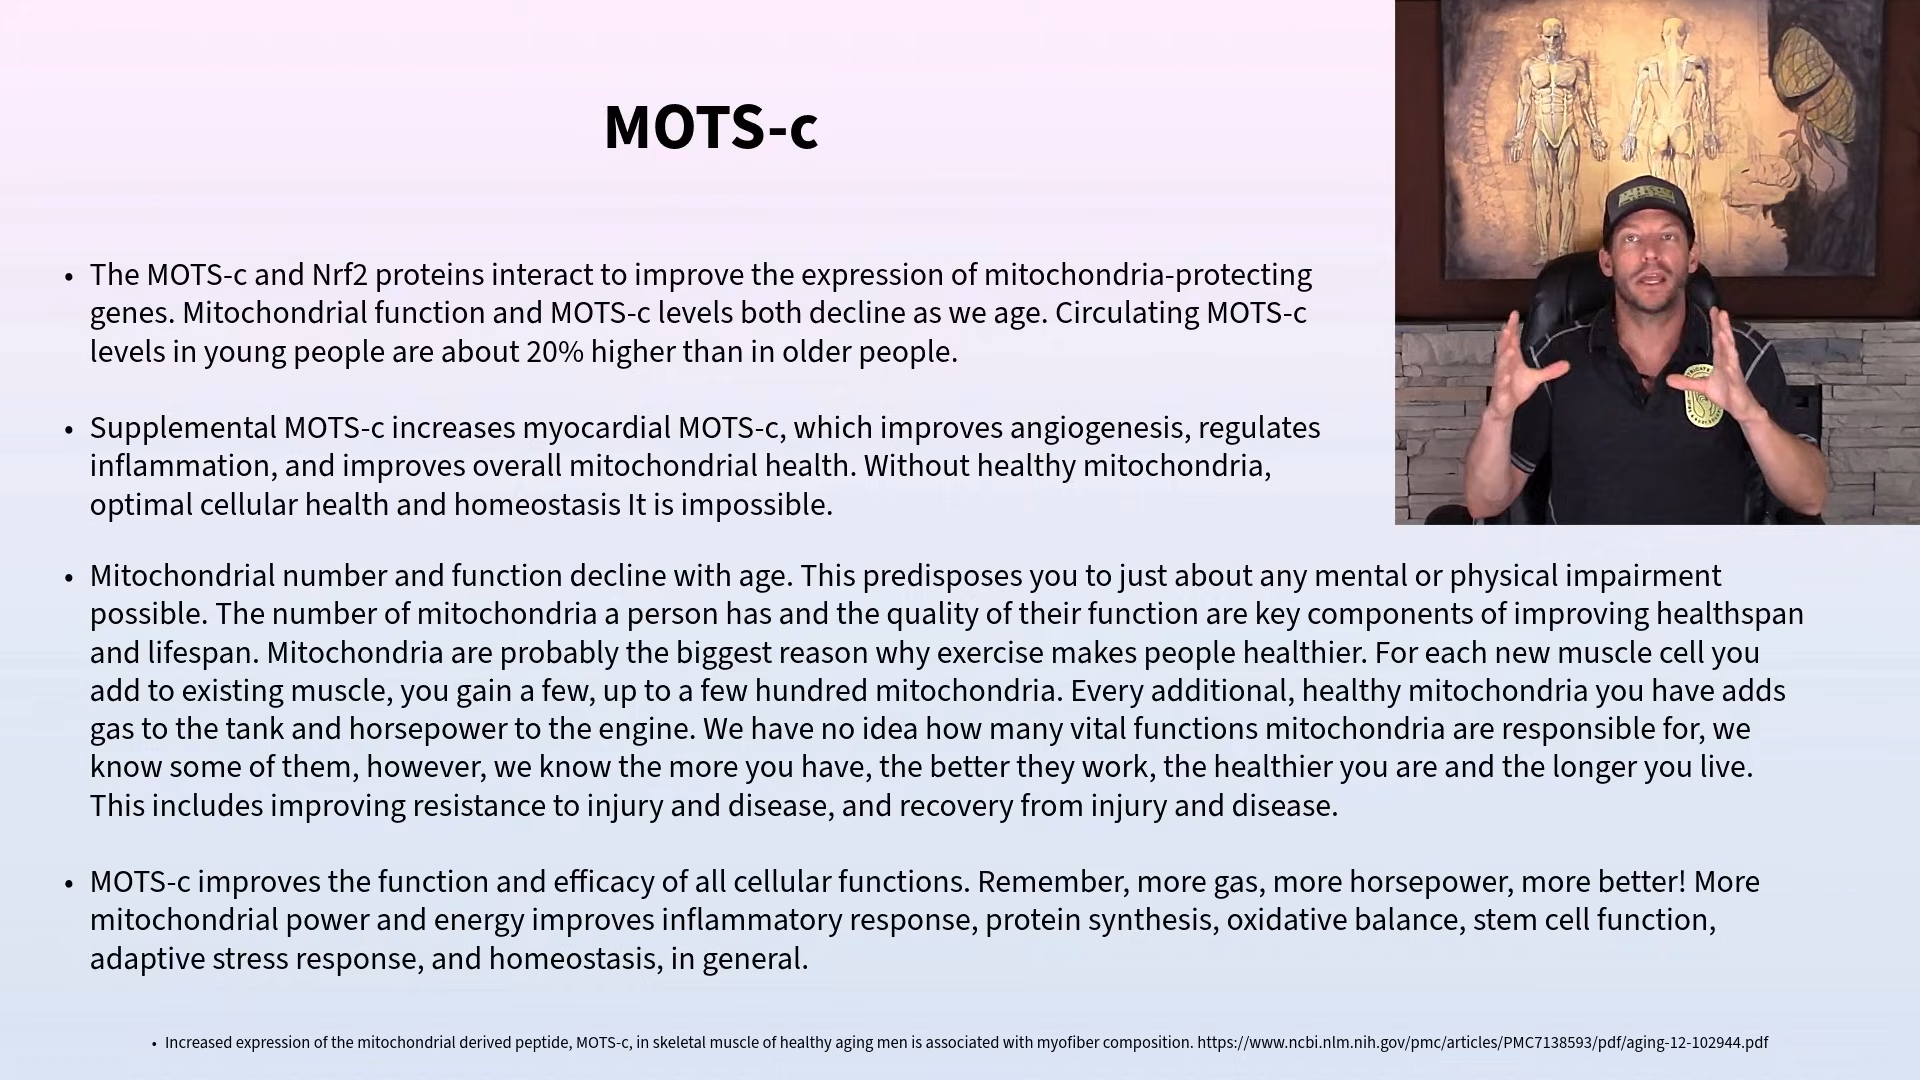 MOTS-c
• The MOTS-c and Nrf2 proteins interact to improve the expression of mitochondria-protecting
genes. Mitochondrial function and MOTS-c levels both decline as we age. Circulating MOTS-c
levels in young people are about 20% higher than in older people.
• Supplemental MOTS-c increases myocardial MOTS-c, which improves angiogenesis, regulates
inflammation, and improves overall mitochondrial health. Without healthy mitochondria,
optimal cellular health and homeostasis It is impossible.
• Mitochondrial number and function decline with age. This predisposes you to just about any mental or physical impairment
possible. The number of mitochondria a person has and the quality of their function are key components of improving healthspan
and lifespan. Mitochondria are probably the biggest reason why exercise makes people healthier. For each new muscle cell you
add to existing muscle, you gain a few, up to a few hundred mitochondria. Every additional, healthy mitochondria you have adds
gas to the tank and horsepower to the engine. We have no idea how many vital functions mitochondria are responsible for, we
know some of them, however, we know the more you have, the better they work, the healthier you are and the longer you live.
This includes improving resistance to injury and disease, and recovery from injury and disease.
• MOTS-c improves the function and efficacy of all cellular functions. Remember, more gas, more horsepower, more better! More
mitochondrial power and energy improves inflammatory response, protein synthesis, oxidative balance, stem cell function,
adaptive stress response, and homeostasis, in general.
• Increased expression of the mitochondrial derived peptide, MOTS-c, in skeletal muscle of healthy aging men is associated with myofiber composition. https://www.ncbi.nlm.nih.gov/pmc/articles/PMC7138593/pdf/aging-12-102944.pdf